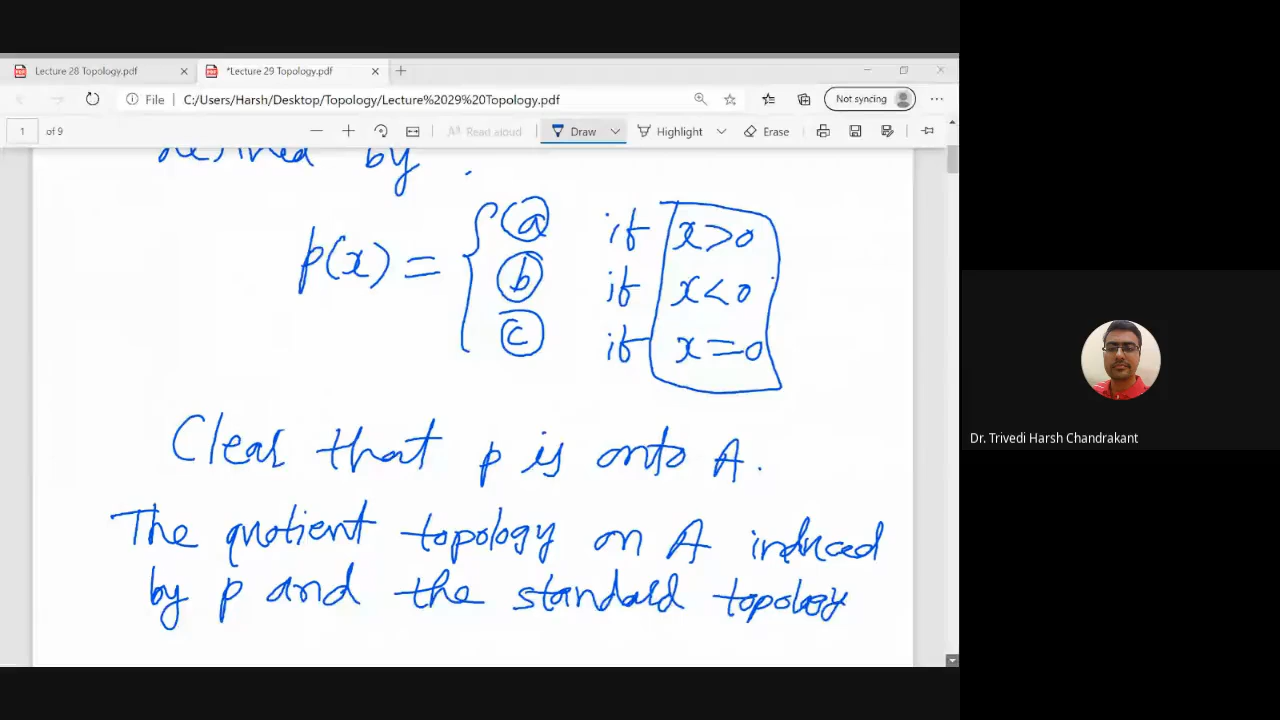 Lecture 28 Topology.pdf
*Lecture 29 Topology.pdf
File
C:/Users/Harsh/Desktop/Topology/Lecture%2029%20Topology.pdf
Not syncing
1 of 9
Read aloud
Draw
Highlight
Erase
defined by
p(x) = { a if x>0
b if x<0
c if x=0
Clear that p is onto A.
The quotient topology on A induced
by p and the standard topology
Dr. Trivedi Harsh Chandrakant